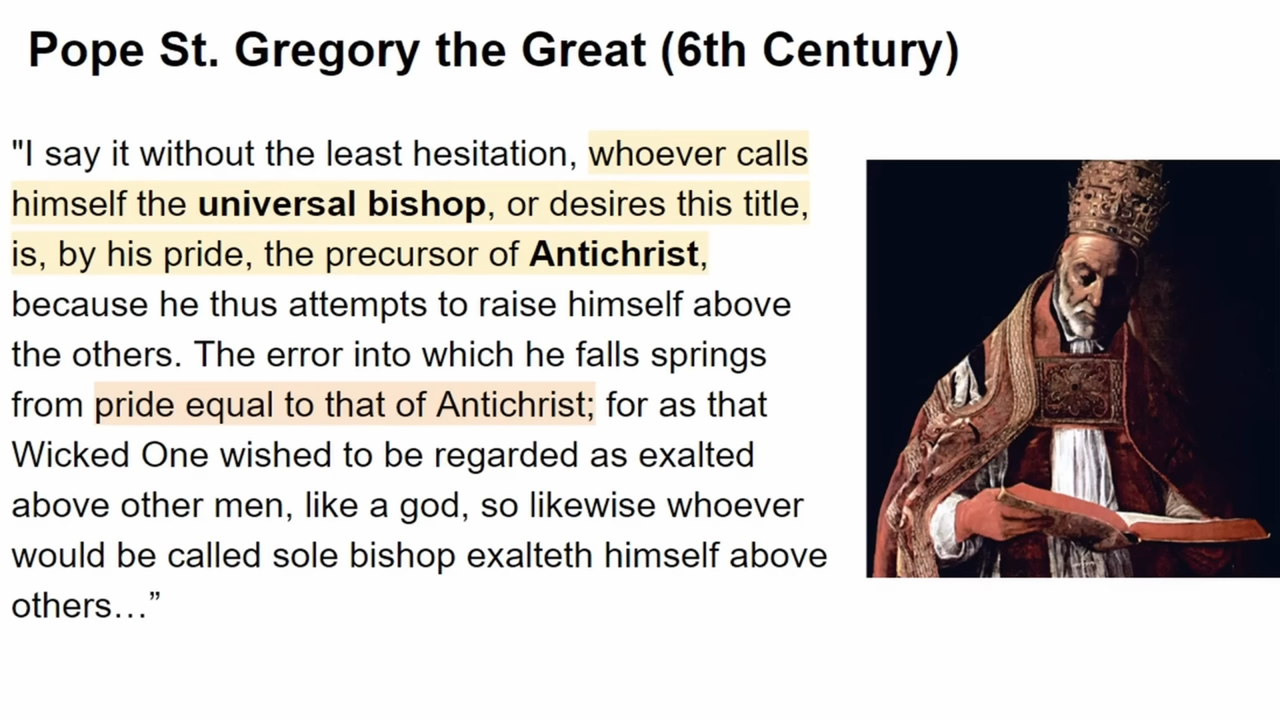 Pope St. Gregory the Great (6th Century)
"I say it without the least hesitation, whoever calls
himself the universal bishop, or desires this title,
is, by his pride, the precursor of Antichrist,
because he thus attempts to raise himself above
the others. The error into which he falls springs
from pride equal to that of Antichrist; for as that
Wicked One wished to be regarded as exalted
above other men, like a god, so likewise whoever
would be called sole bishop exalteth himself above
others…”